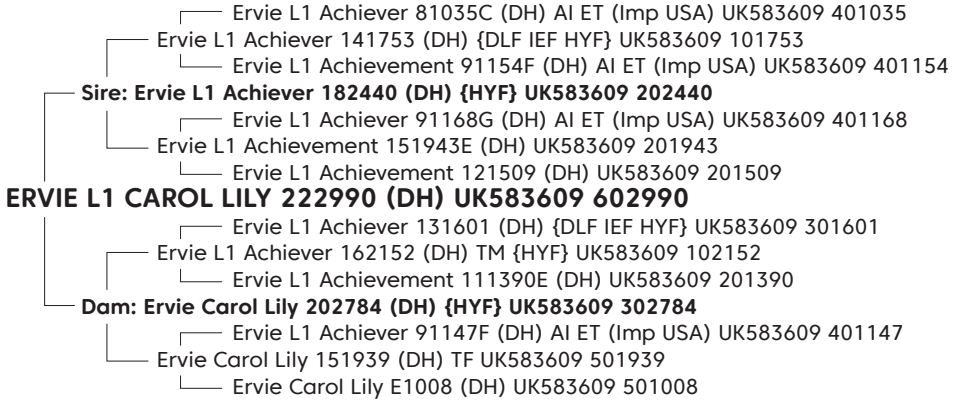 Ervie L1 Achiever 81035C (DH) AI ET (Imp USA) UK583609 401035
Ervie L1 Achiever 141753 (DH) {DLF IEF HYF} UK583609 101753
Ervie L1 Achievement 91154F (DH) AI ET (Imp USA) UK583609 401154
Sire: Ervie L1 Achiever 182440 (DH) {HYF} UK583609 202440
Ervie L1 Achiever 91168G (DH) AI ET (Imp USA) UK583609 401168
Ervie L1 Achievement 151943E (DH) UK583609 201943
Ervie L1 Achievement 121509 (DH) UK583609 201509
ERVIE L1 CAROL LILY 222990 (DH) UK583609 602990
Ervie L1 Achiever 131601 (DH) {DLF IEF HYF} UK583609 301601
Ervie L1 Achiever 162152 (DH) TM {HYF} UK583609 102152
Ervie L1 Achievement 111390E (DH) UK583609 201390
Dam: Ervie Carol Lily 202784 (DH) {HYF} UK583609 302784
Ervie L1 Achiever 91147F (DH) AI ET (Imp USA) UK583609 401147
Ervie Carol Lily 151939 (DH) TF UK583609 501939
Ervie Carol Lily E1008 (DH) UK583609 501008